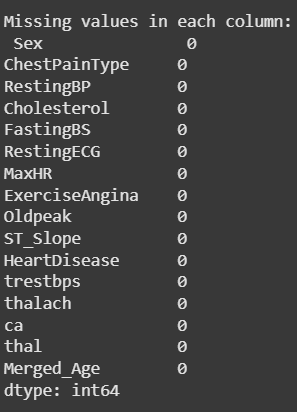 Missing values in each column:
 Sex               0
ChestPainType     0
RestingBP         0
Cholesterol       0
FastingBS         0
RestingECG        0
MaxHR             0
ExerciseAngina    0
Oldpeak           0
ST_Slope          0
HeartDisease      0
trestbps          0
thalach           0
ca                0
thal              0
Merged_Age        0
dtype: int64